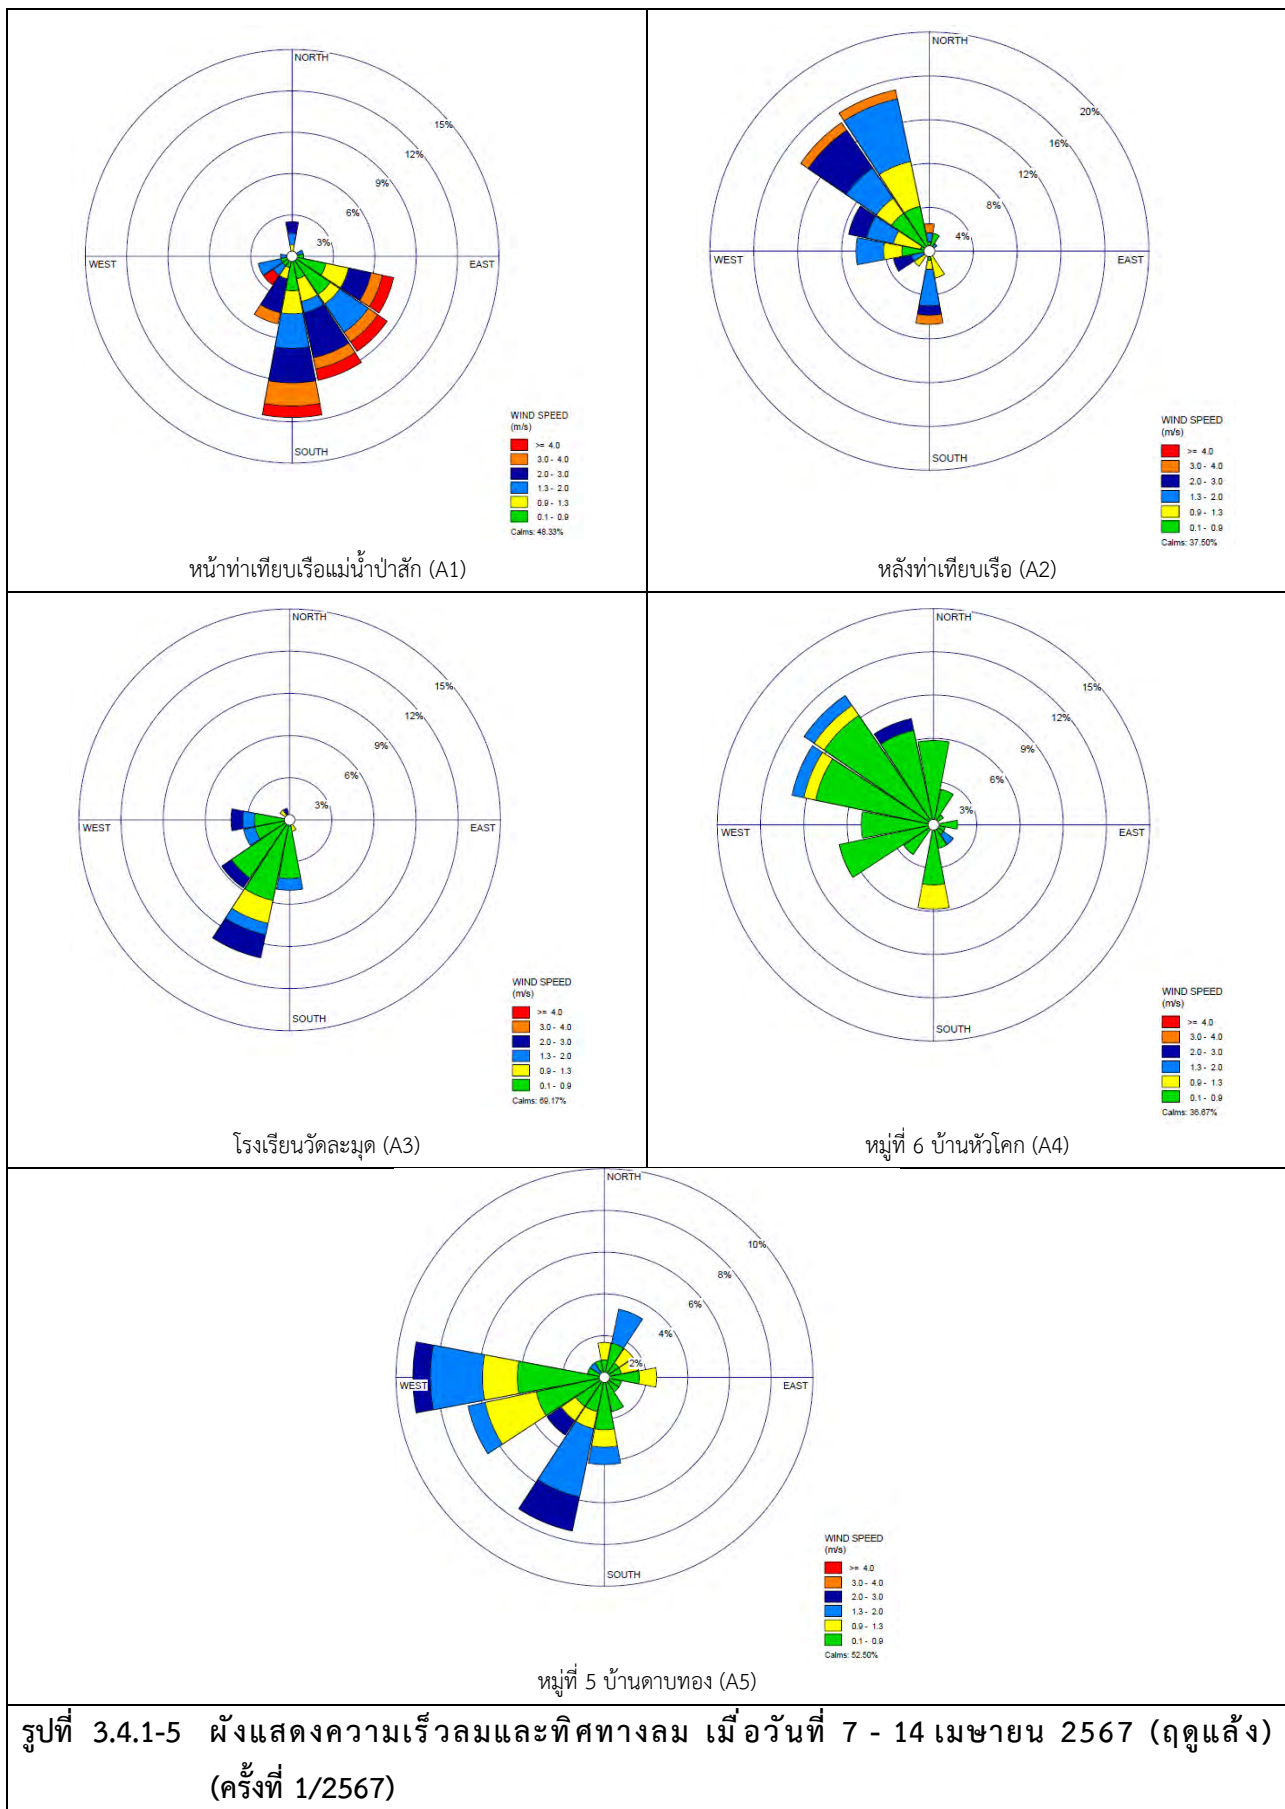 NORTH
15%
12%
9%
6%
3%
WEST
EAST
SOUTH
WIND SPEED
(m/s)
>= 4.0
3.0 - 4.0
2.0 - 3.0
1.3 - 2.0
0.9 - 1.3
0.1 - 0.9
Calms: 48.33%
หน้าท่าเทียบเรือแม่น้ำป่าสัก (A1)
NORTH
20%
16%
12%
8%
4%
WEST
EAST
SOUTH
WIND SPEED
(m/s)
>= 4.0
3.0 - 4.0
2.0 - 3.0
1.3 - 2.0
0.9 - 1.3
0.1 - 0.9
Calms: 37.50%
หลังท่าเทียบเรือ (A2)
NORTH
15%
12%
9%
6%
3%
WEST
EAST
SOUTH
WIND SPEED
(m/s)
>= 4.0
3.0 - 4.0
2.0 - 3.0
1.3 - 2.0
0.9 - 1.3
0.1 - 0.9
Calms: 69.17%
โรงเรียนวัดละมุด (A3)
NORTH
15%
12%
9%
6%
3%
WEST
EAST
SOUTH
WIND SPEED
(m/s)
>= 4.0
3.0 - 4.0
2.0 - 3.0
1.3 - 2.0
0.9 - 1.3
0.1 - 0.9
Calms: 36.67%
หมู่ที่ 6 บ้านหัวโคก (A4)
NORTH
10%
8%
6%
4%
2%
WEST
EAST
SOUTH
WIND SPEED
(m/s)
>= 4.0
3.0 - 4.0
2.0 - 3.0
1.3 - 2.0
0.9 - 1.3
0.1 - 0.9
Calms: 52.50%
หมู่ที่ 5 บ้านดาบทอง (A5)
รูปที่ 3.4.1-5 ผังแสดงความเร็วลมและทิศทางลม เมื่อวันที่ 7 - 14 เมษายน 2567 (ฤดูแล้ง)
(ครั้งที่ 1/2567)